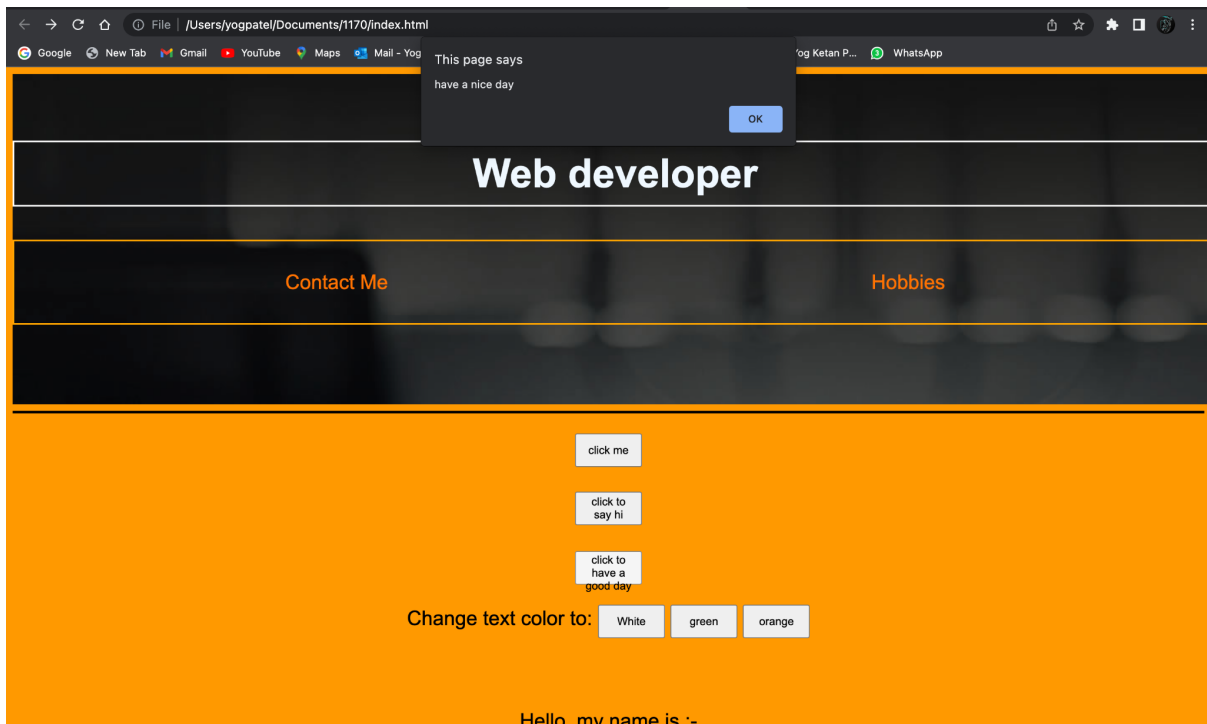 File | /Users/yogpatel/Documents/1170/index.html
Google New Tab Gmail YouTube Maps Mail - Yog
og Ketan P... WhatsApp
This page says
have a nice day
OK
Web developer
Contact Me Hobbies
click me
click to
say hi
click to
have a
good day
Change text color to: White green orange
Hello, my name is :-